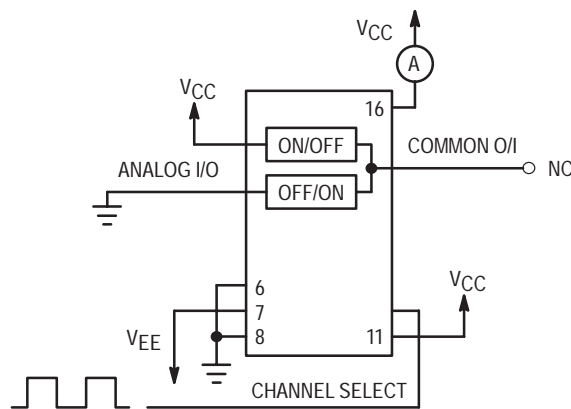 VCC
A
16
VCC
ON/OFF
COMMON O/I
ANALOG I/O
OFF/ON
NC
6
7
8
11
VCC
VEE
CHANNEL SELECT